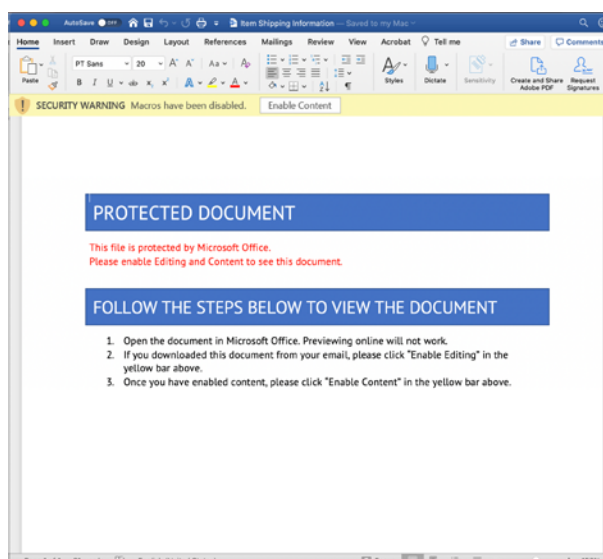 AutoSave OFF Item Shipping Information — Saved to my Mac
Home Insert Draw Design Layout References Mailings Review View Acrobat Tell me Share Comments
Paste PT Sans 20 A A Aa A
B I U ab x x A A
Styles Dictate Sensitivity Create and Share Adobe PDF Request Signatures
SECURITY WARNING Macros have been disabled. Enable Content
PROTECTED DOCUMENT
This file is protected by Microsoft Office.
Please enable Editing and Content to see this document.
FOLLOW THE STEPS BELOW TO VIEW THE DOCUMENT
1. Open the document in Microsoft Office. Previewing online will not work.
2. If you downloaded this document from your email, please click "Enable Editing" in the
yellow bar above.
3. Once you have enabled content, please click "Enable Content" in the yellow bar above.